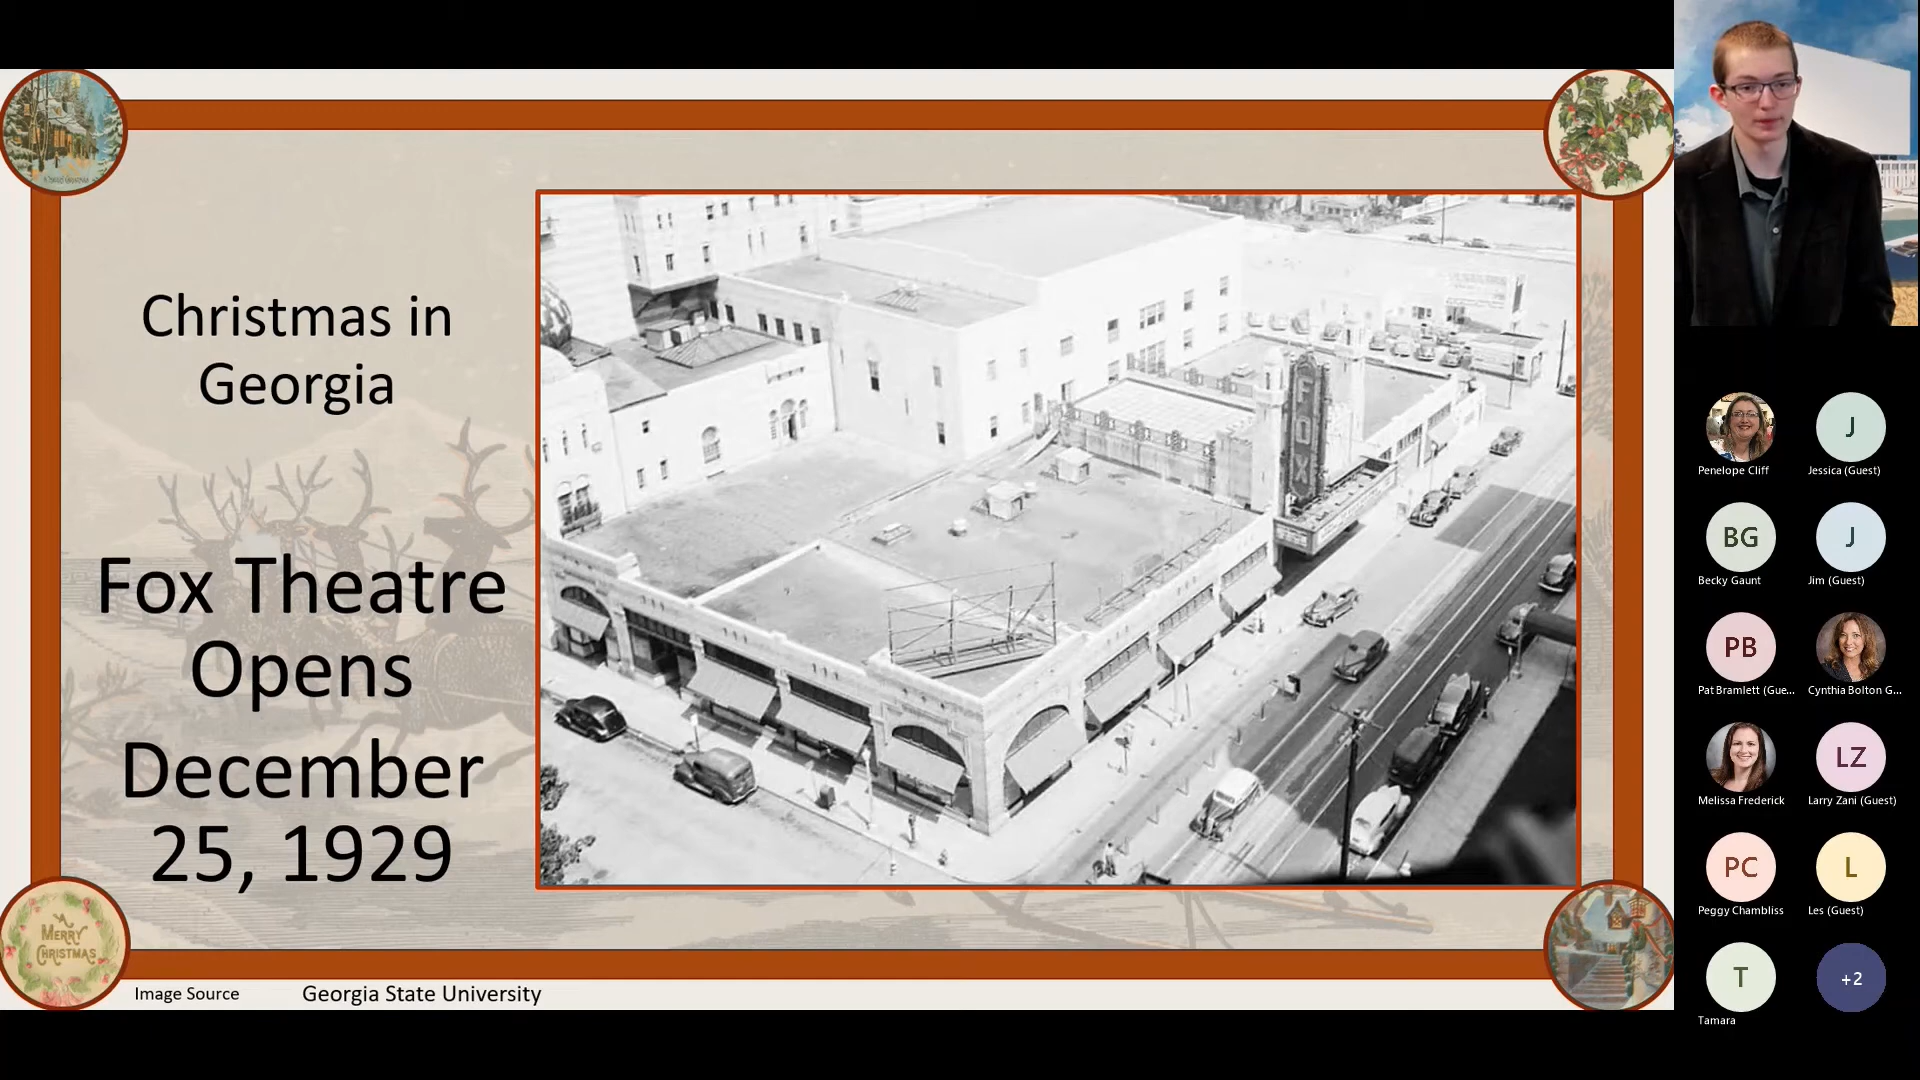 Christmas in
Georgia
Fox Theatre
Opens
December
25, 1929
FOX
A
MERRY
CHRISTMAS
Image Source
Georgia State University
Penelope Cliff
J
Jessica (Guest)
BG
Becky Gaunt
J
Jim (Guest)
PB
Pat Bramlett (Gue...
Cynthia Bolton G...
Melissa Frederick
LZ
Larry Zani (Guest)
PC
Peggy Chambliss
L
Les (Guest)
T
Tamara
+2